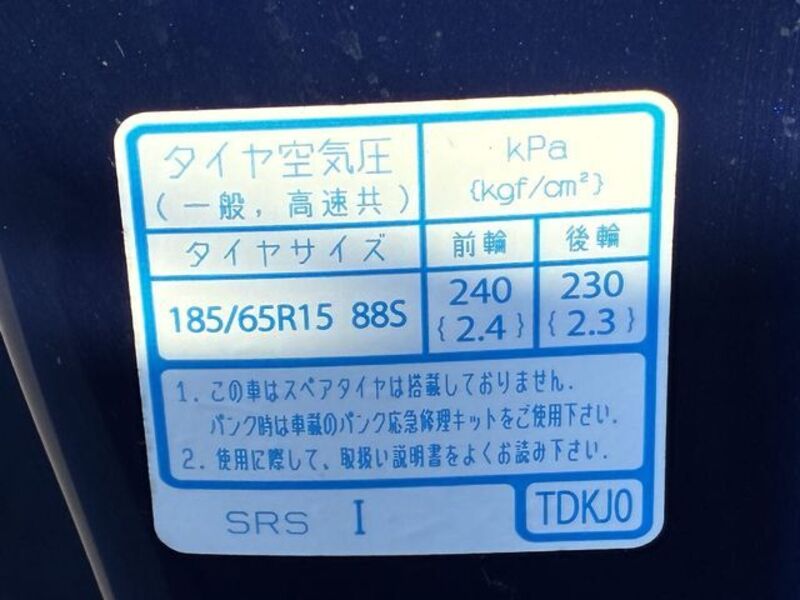 タイヤ空気圧
(一般，高速共)
kPa
{kgf/cm²}
タイヤサイズ 前輪 後輪
185/65R15 88S 240 230
{2.4} {2.3}
1. この車はスペアタイヤは搭載しておりません.
パンク時は車載のパンク応急修理キットをご使用下さい.
2. 使用に際して、取扱い説明書をよくお読み下さい.
SRS I TDKJ0